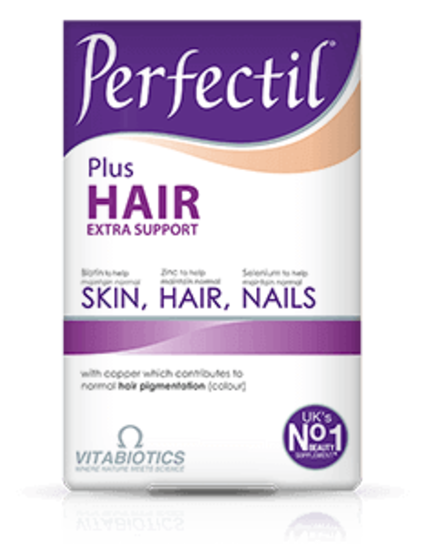 Perfectil®
Plus
HAIR
EXTRA SUPPORT
Biotin to help Zinc to help Selenium to help
maintain normal maintain normal maintain normal
SKIN, HAIR, NAILS
with copper which contributes to
normal hair pigmentation (colour)
UK's
No1
BEAUTY
SUPPLEMENT
VITABIOTICS
WHERE NATURE MEETS SCIENCE